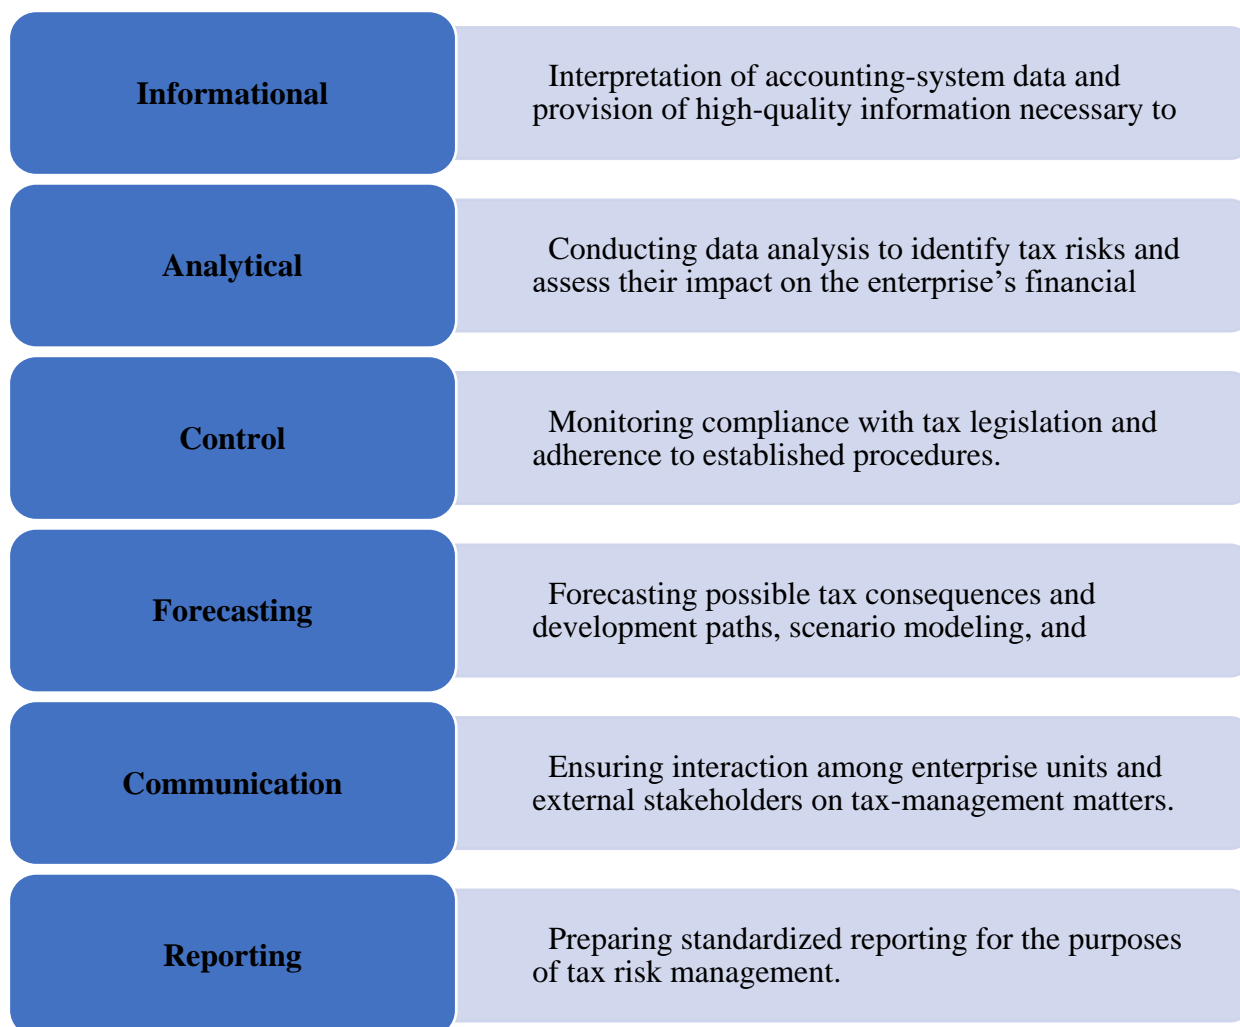 Informational
Interpretation of accounting-system data and
provision of high-quality information necessary to
Analytical
Conducting data analysis to identify tax risks and
assess their impact on the enterprise’s financial
Control
Monitoring compliance with tax legislation and
adherence to established procedures.
Forecasting
Forecasting possible tax consequences and
development paths, scenario modeling, and
Communication
Ensuring interaction among enterprise units and
external stakeholders on tax-management matters.
Reporting
Preparing standardized reporting for the purposes
of tax risk management.